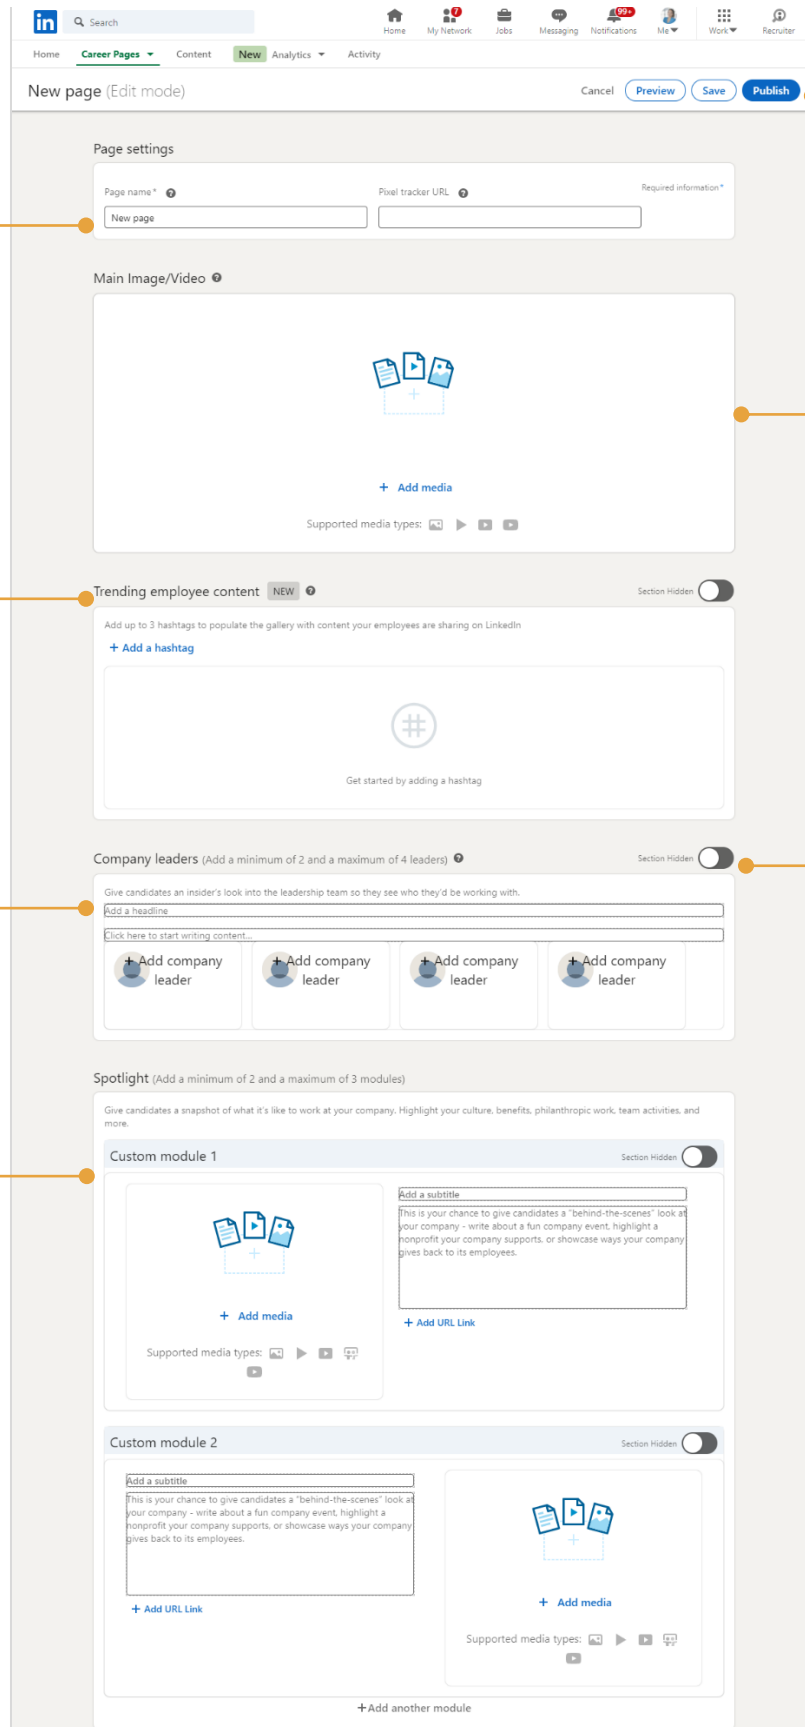 in Search
Home My Network Jobs Messaging Notifications Me Work Recruiter
7 99+
Home Career Pages Content New Analytics Activity
New page (Edit mode)
Cancel Preview Save Publish
Page settings
Page name* ?
Pixel tracker URL ?
Required information*
New page
Main Image/Video ?
+ Add media
Supported media types:
Trending employee content NEW ?
Section Hidden
Add up to 3 hashtags to populate the gallery with content your employees are sharing on LinkedIn
+ Add a hashtag
#
Get started by adding a hashtag
Company leaders (Add a minimum of 2 and a maximum of 4 leaders) ?
Section Hidden
Give candidates an insider's look into the leadership team so they see who they'd be working with.
Add a headline
Click here to start writing content...
+ Add company
leader
+ Add company
leader
+ Add company
leader
+ Add company
leader
Spotlight (Add a minimum of 2 and a maximum of 3 modules)
Give candidates a snapshot of what it's like to work at your company. Highlight your culture, benefits, philanthropic work, team activities, and
more.
Custom module 1
Section Hidden
+ Add media
Supported media types:
Add a subtitle
This is your chance to give candidates a "behind-the-scenes" look at
your company - write about a fun company event, highlight a
nonprofit your company supports, or showcase ways your company
gives back to its employees.
+ Add URL Link
Custom module 2
Section Hidden
Add a subtitle
This is your chance to give candidates a "behind-the-scenes" look at
your company - write about a fun company event, highlight a
nonprofit your company supports, or showcase ways your company
gives back to its employees.
+ Add URL Link
+ Add media
Supported media types:
+Add another module